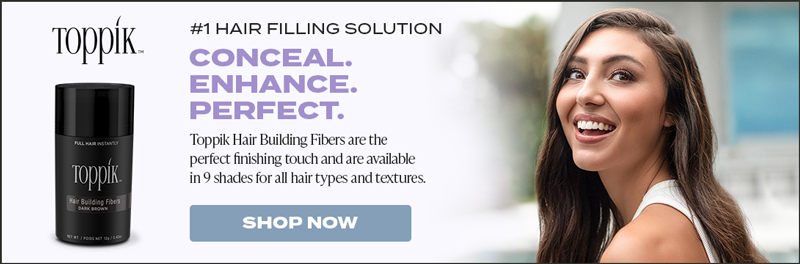 TOPPIK™
#1 HAIR FILLING SOLUTION
CONCEAL.
ENHANCE.
PERFECT.
Toppik Hair Building Fibers are the
perfect finishing touch and are available
in 9 shades for all hair types and textures.
SHOP NOW
FULL HAIR INSTANTLY
TOPPIK
Hair Building Fibers
DARK BROWN